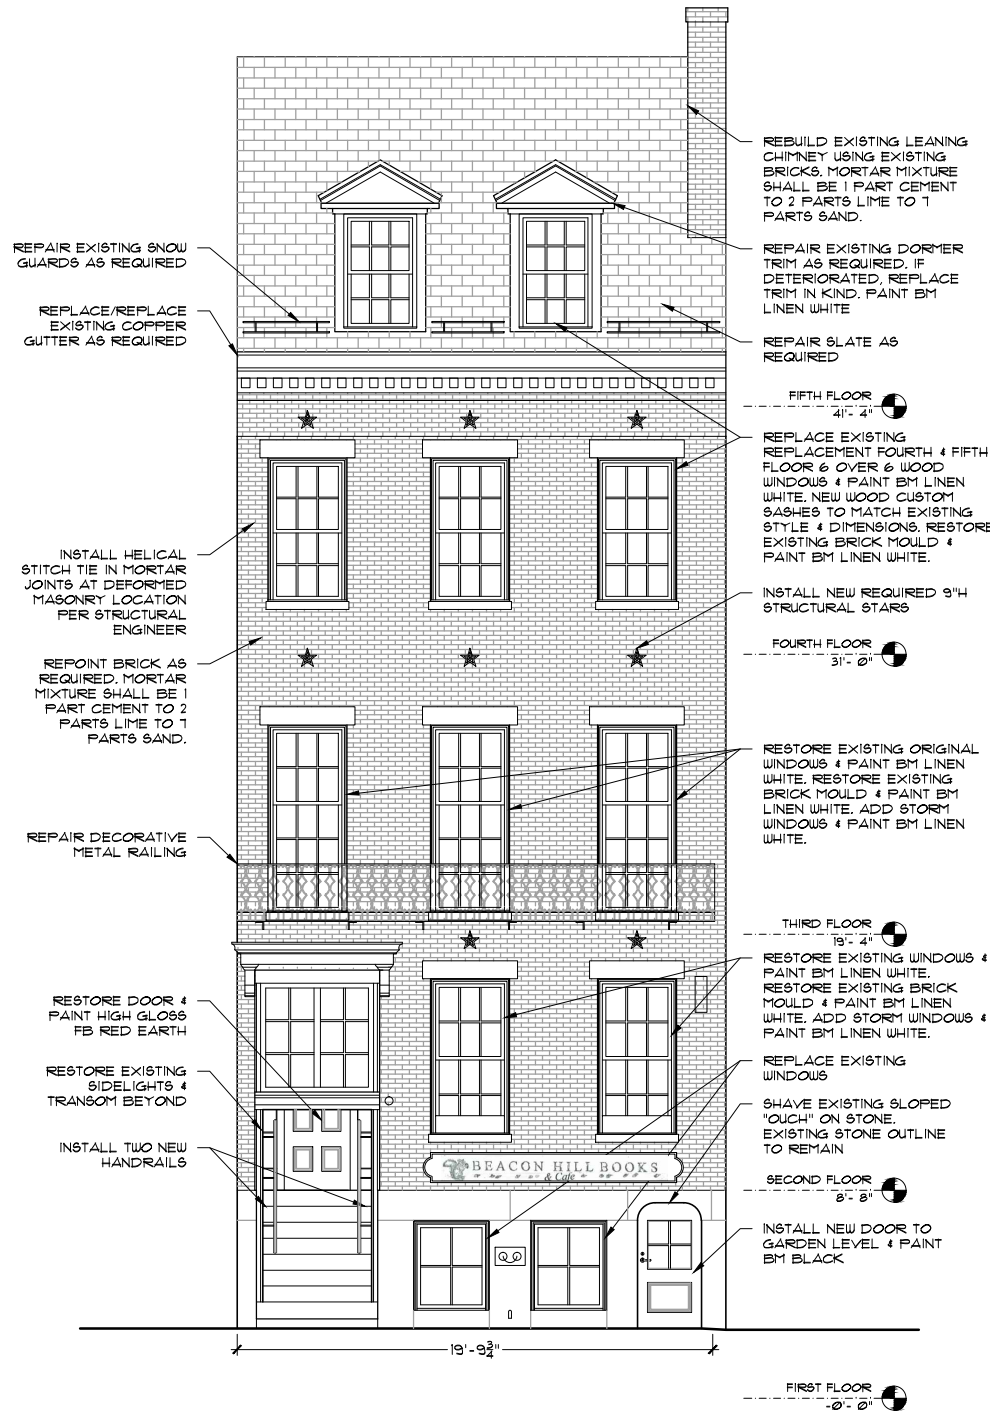 REBUILD EXISTING LEANING
CHIMNEY USING EXISTING
BRICKS. MORTAR MIXTURE
SHALL BE 1 PART CEMENT
TO 2 PARTS LIME TO 7
PARTS SAND.
REPAIR EXISTING SNOW
GUARDS AS REQUIRED
REPAIR EXISTING DORMER
TRIM AS REQUIRED. IF
DETERIORATED, REPLACE
TRIM IN KIND. PAINT BM
LINEN WHITE
REPLACE/REPLACE
EXISTING COPPER
GUTTER AS REQUIRED
REPAIR SLATE AS
REQUIRED
FIFTH FLOOR
41'- 4"
REPLACE EXISTING
REPLACEMENT FOURTH & FIFTH
FLOOR 6 OVER 6 WOOD
WINDOWS & PAINT BM LINEN
WHITE. NEW WOOD CUSTOM
SASHES TO MATCH EXISTING
STYLE & DIMENSIONS. RESTORE
EXISTING BRICK MOULD &
PAINT BM LINEN WHITE.
INSTALL HELICAL
STITCH TIE IN MORTAR
JOINTS AT DEFORMED
MASONRY LOCATION
PER STRUCTURAL
ENGINEER
INSTALL NEW REQUIRED 9"H
STRUCTURAL STARS
FOURTH FLOOR
31'- 0"
REPOINT BRICK AS
REQUIRED. MORTAR
MIXTURE SHALL BE 1
PART CEMENT TO 2
PARTS LIME TO 7
PARTS SAND.
RESTORE EXISTING ORIGINAL
WINDOWS & PAINT BM LINEN
WHITE. RESTORE EXISTING
BRICK MOULD & PAINT BM
LINEN WHITE. ADD STORM
WINDOWS & PAINT BM LINEN
WHITE.
REPAIR DECORATIVE
METAL RAILING
THIRD FLOOR
19'- 4"
RESTORE EXISTING WINDOWS &
PAINT BM LINEN WHITE.
RESTORE EXISTING BRICK
MOULD & PAINT BM LINEN
WHITE. ADD STORM WINDOWS &
PAINT BM LINEN WHITE.
RESTORE DOOR &
PAINT HIGH GLOSS
FB RED EARTH
REPLACE EXISTING
WINDOWS
RESTORE EXISTING
SIDELIGHTS &
TRANSOM BEYOND
SHAVE EXISTING SLOPED
"OUCH" ON STONE.
EXISTING STONE OUTLINE
TO REMAIN
INSTALL TWO NEW
HANDRAILS
BEACON HILL BOOKS
& Cafe
SECOND FLOOR
8'- 8"
INSTALL NEW DOOR TO
GARDEN LEVEL & PAINT
BM BLACK
19'-9¾"
FIRST FLOOR
-0'- 0"